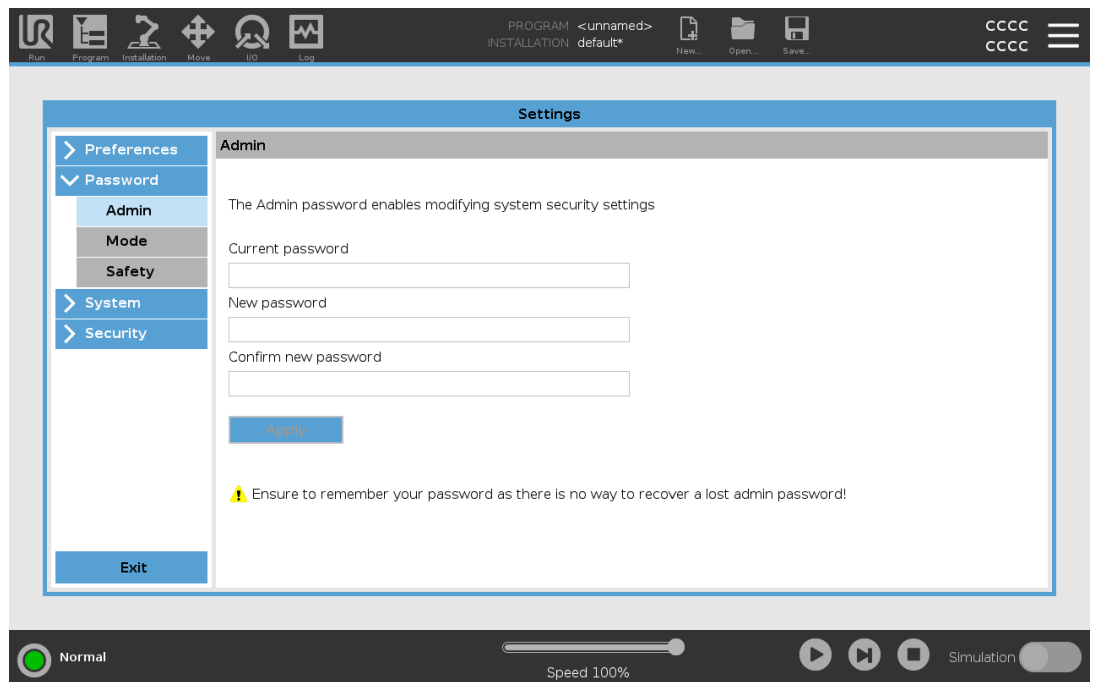 PROGRAM <unnamed>
INSTALLATION default*
CCCC
CCCC
UR
Run
Program
Installation
Move
I/O
Log
New...
Open...
Save...
Settings
Preferences
Password
Admin
Mode
Safety
System
Security
Exit
Admin
The Admin password enables modifying system security settings
Current password
New password
Confirm new password
Apply
Ensure to remember your password as there is no way to recover a lost admin password!
Normal
Speed 100%
Simulation